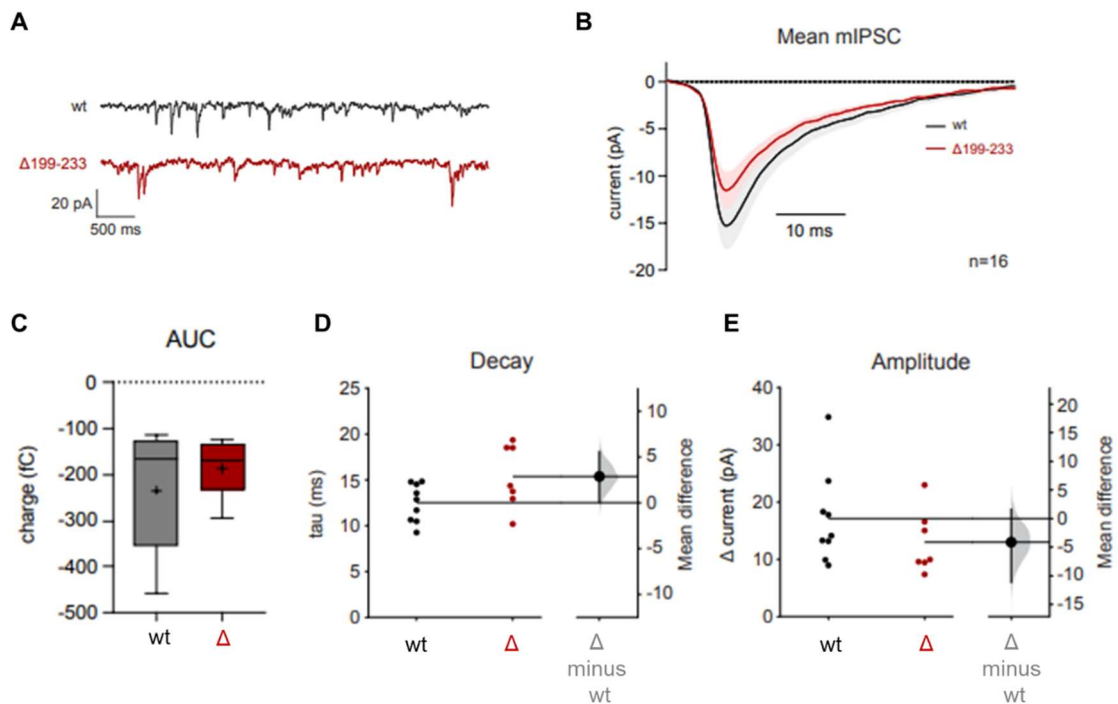 A
wt
Δ199-233
20 pA
500 ms
B
Mean mIPSC
0
-5
-10
-15
-20
current (pA)
wt
Δ199-233
10 ms
n=16
C
AUC
0
-100
-200
-300
-400
-500
charge (fC)
wt
Δ
D
Decay
25
20
15
10
5
0
tau (ms)
10
5
0
-5
-10
Mean difference
wt
Δ
Δ
minus
wt
E
Amplitude
40
30
20
10
0
Δ current (pA)
20
15
10
5
0
-5
-10
-15
Mean difference
wt
Δ
Δ
minus
wt